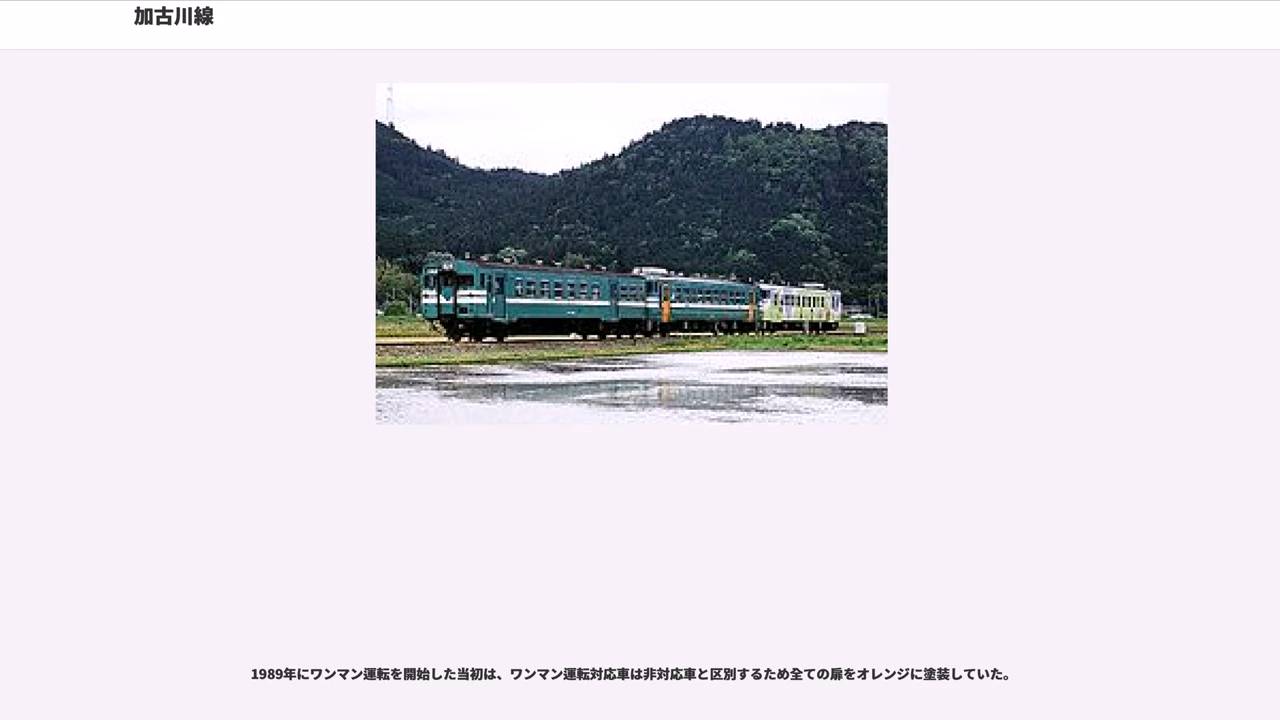 加古川線
1989年にワンマン運転を開始した当初は、ワンマン運転対応車は非対応車と区別するため全ての扉をオレンジに塗装していた。